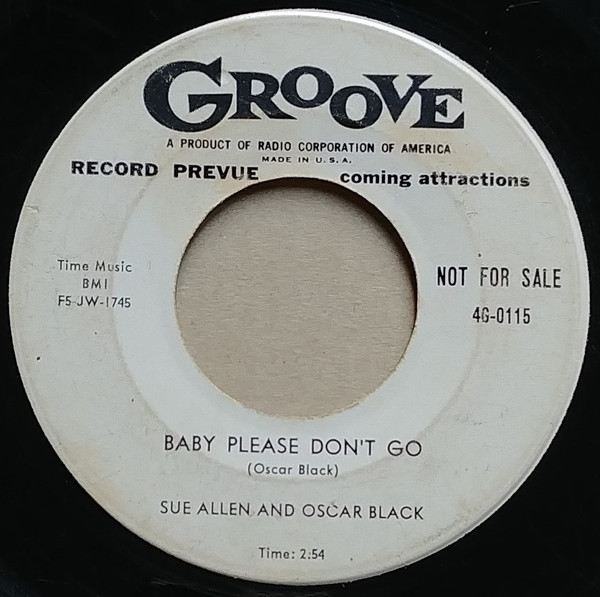 GROOVE
A PRODUCT OF RADIO CORPORATION OF AMERICA
MADE IN U.S.A.
RECORD PREVUE coming attractions
Time Music
BMI
F5-JW-1745
NOT FOR SALE
4G-0115
BABY PLEASE DON'T GO
(Oscar Black)
SUE ALLEN AND OSCAR BLACK
Time: 2:54